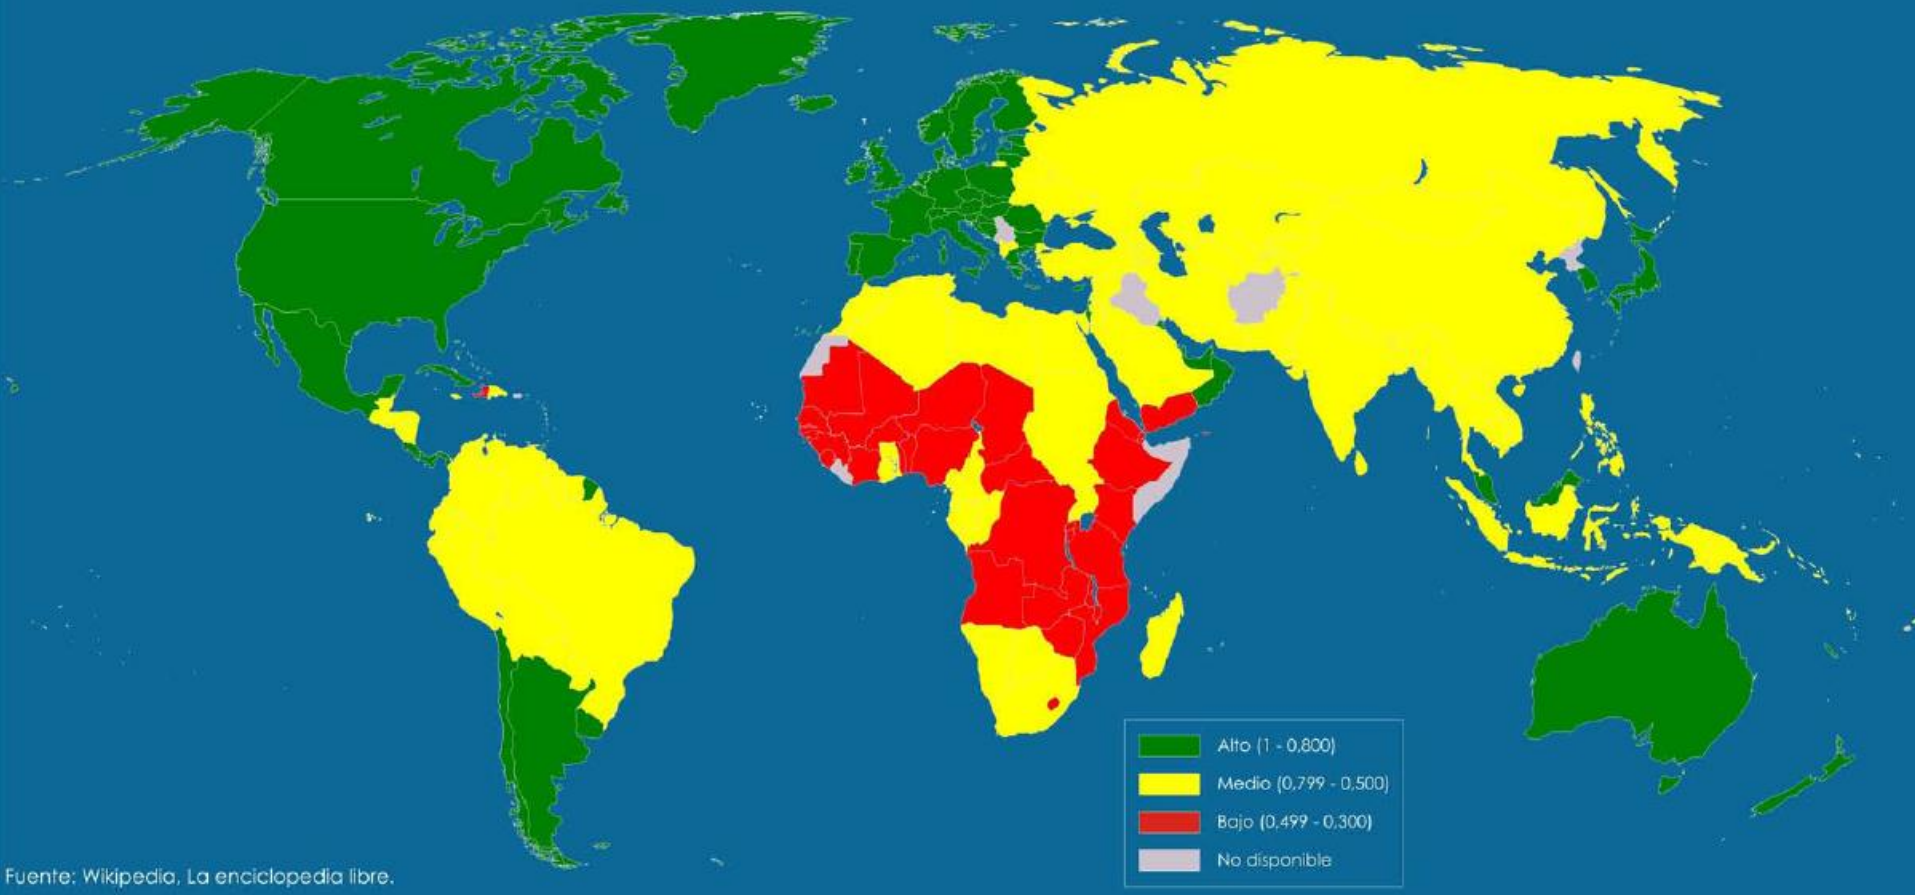 Alto (1 - 0,800)
Medio (0,799 - 0,500)
Bajo (0,499 - 0,300)
No disponible
Fuente: Wikipedia, La enciclopedia libre.